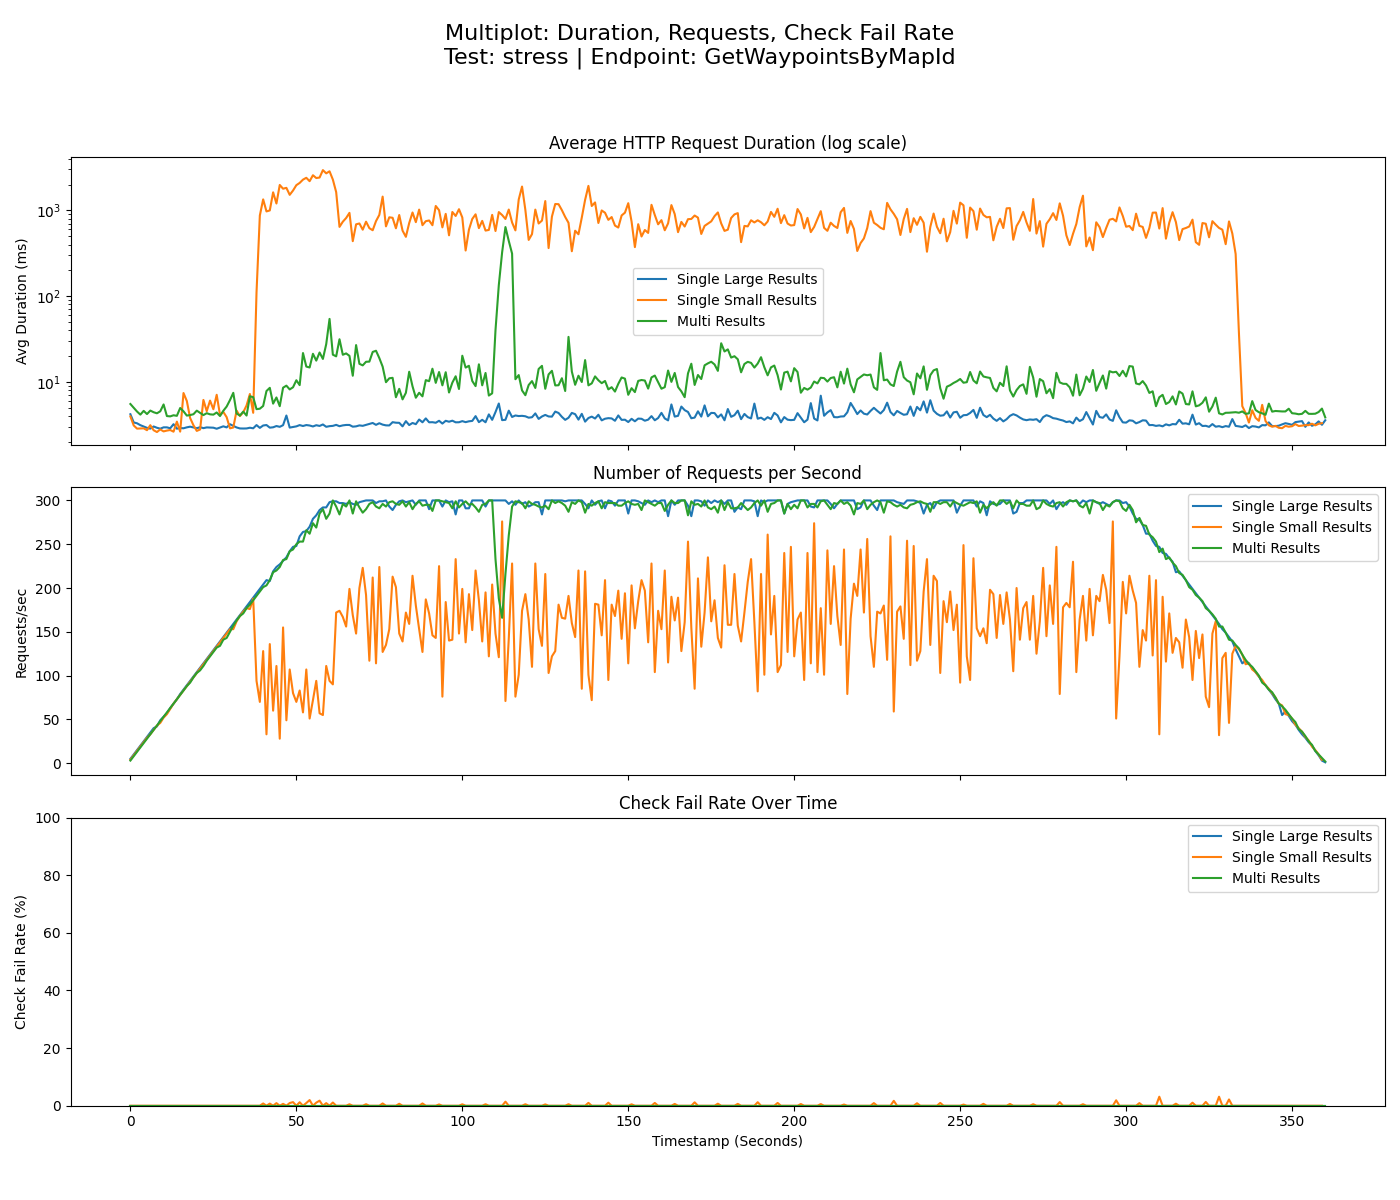 Multiplot: Duration, Requests, Check Fail Rate
Test: stress | Endpoint: GetWaypointsByMapId
Average HTTP Request Duration (log scale)
Avg Duration (ms)
10³
10²
10¹
Single Large Results
Single Small Results
Multi Results
Number of Requests per Second
Requests/sec
300
250
200
150
100
50
0
Single Large Results
Single Small Results
Multi Results
Check Fail Rate Over Time
Check Fail Rate (%)
100
80
60
40
20
0
Single Large Results
Single Small Results
Multi Results
0 50 100 150 200 250 300 350
Timestamp (Seconds)